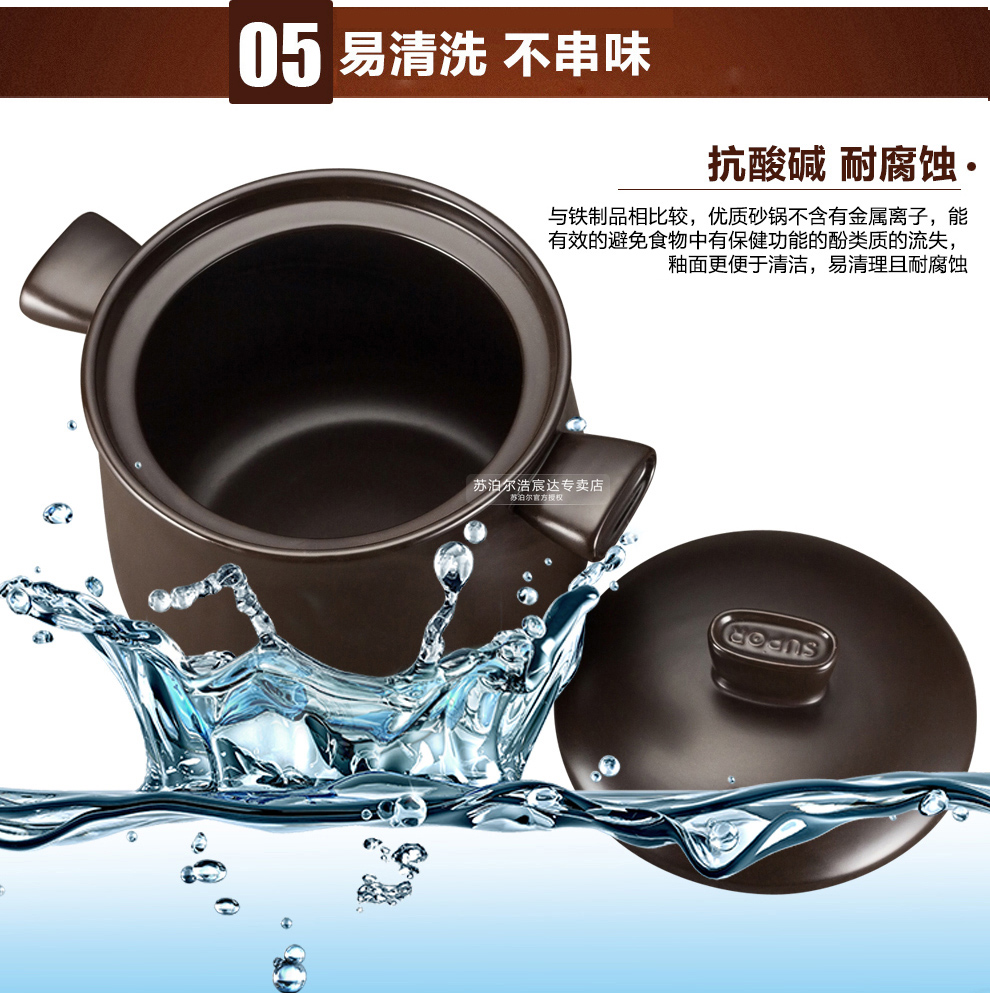 05 易清洗 不串味
抗酸碱 耐腐蚀
与铁制品相比较，优质砂锅不含有金属离子，能
有效的避免食物中有保健功能的酚类质的流失，
釉面更便于清洁，易清理且耐腐蚀
苏泊尔浩宸达专卖店
苏泊尔官方授权
SUPOR